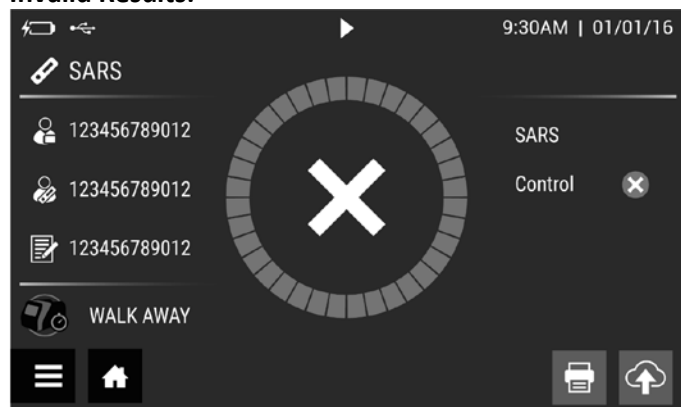 Invalid Results:
9:30AM | 01/01/16
SARS
123456789012
123456789012
123456789012
WALK AWAY
SARS
Control